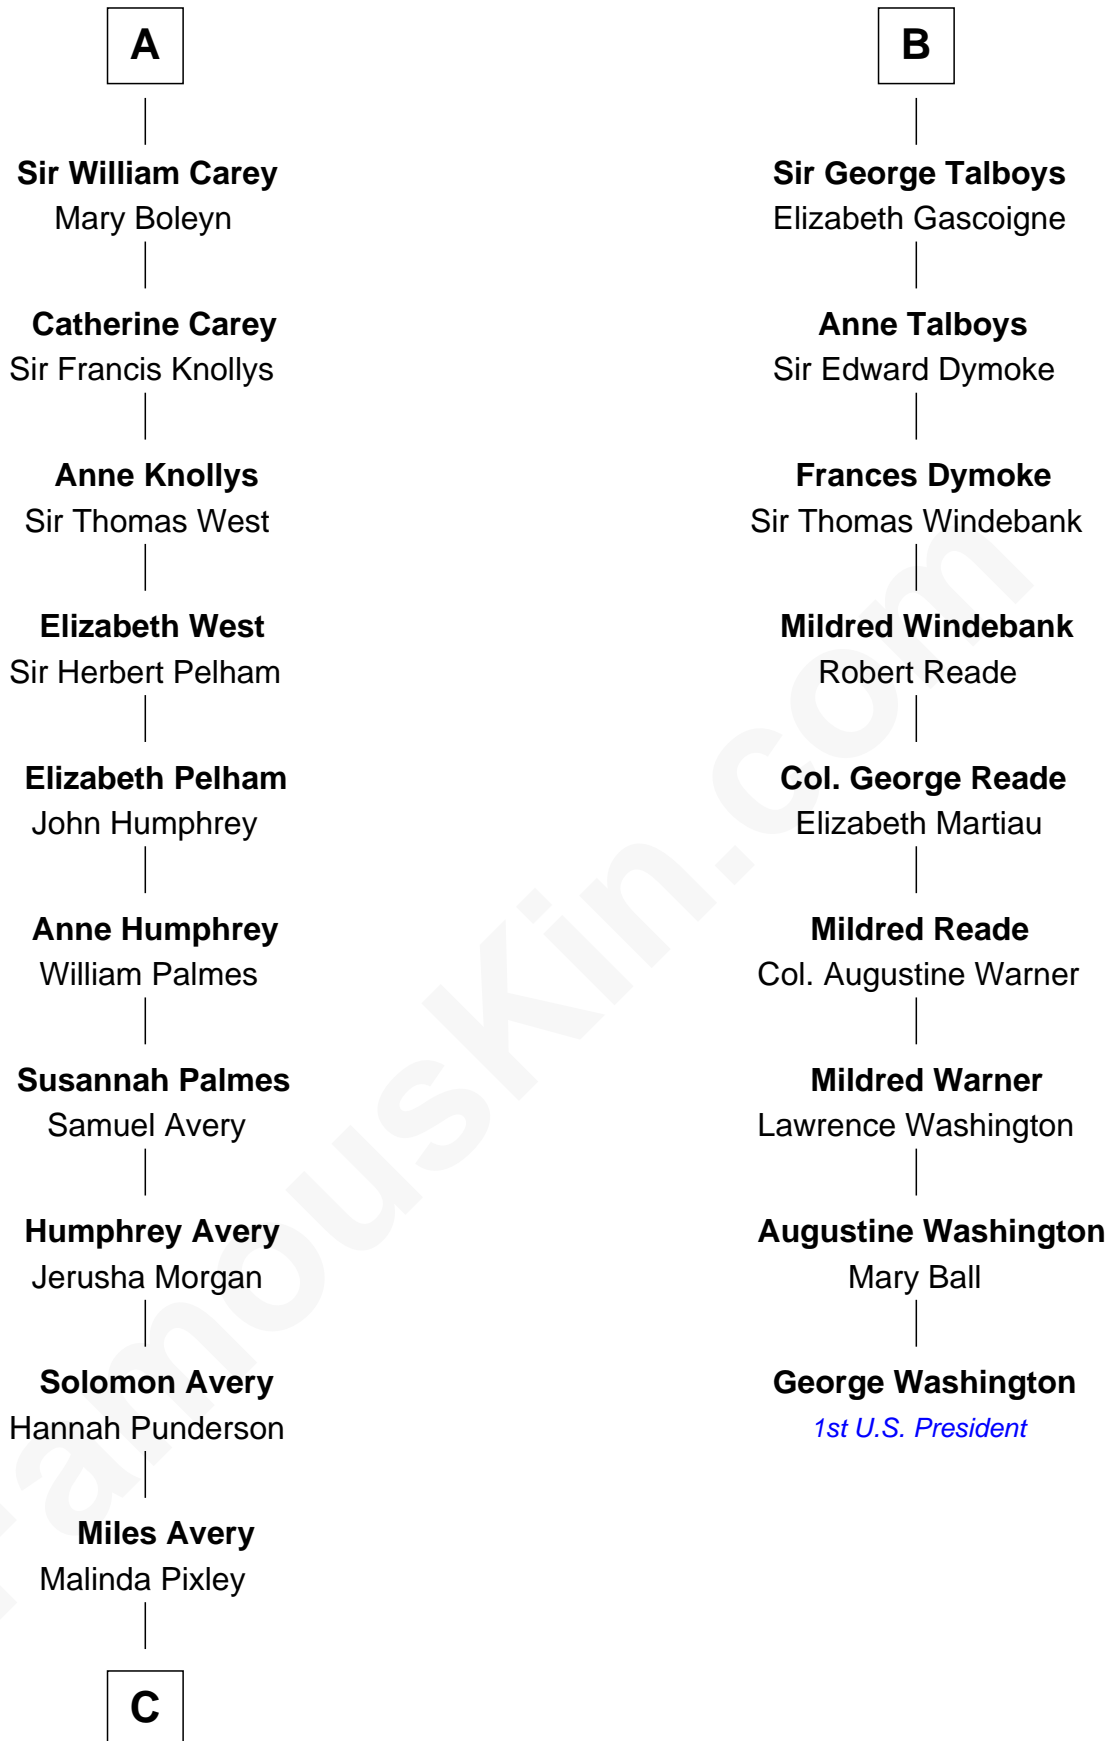 A
Sir William Carey
Mary Boleyn
Catherine Carey
Sir Francis Knollys
Anne Knollys
Sir Thomas West
Elizabeth West
Sir Herbert Pelham
Elizabeth Pelham
John Humphrey
Anne Humphrey
William Palmes
Susannah Palmes
Samuel Avery
Humphrey Avery
Jerusha Morgan
Solomon Avery
Hannah Punderson
Miles Avery
Malinda Pixley
C
B
Sir George Talboys
Elizabeth Gascoigne
Anne Talboys
Sir Edward Dymoke
Frances Dymoke
Sir Thomas Windebank
Mildred Windebank
Robert Reade
Col. George Reade
Elizabeth Martiau
Mildred Reade
Col. Augustine Warner
Mildred Warner
Lawrence Washington
Augustine Washington
Mary Ball
George Washington
1st U.S. President
FamousKin.com